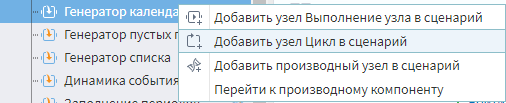 Генератор календа
Генератор пустых
Генератор списка
Динамика события
Добавить узел Выполнение узла в сценарий
Добавить узел Цикл в сценарий
Добавить производный узел в сценарий
Перейти к производному компоненту